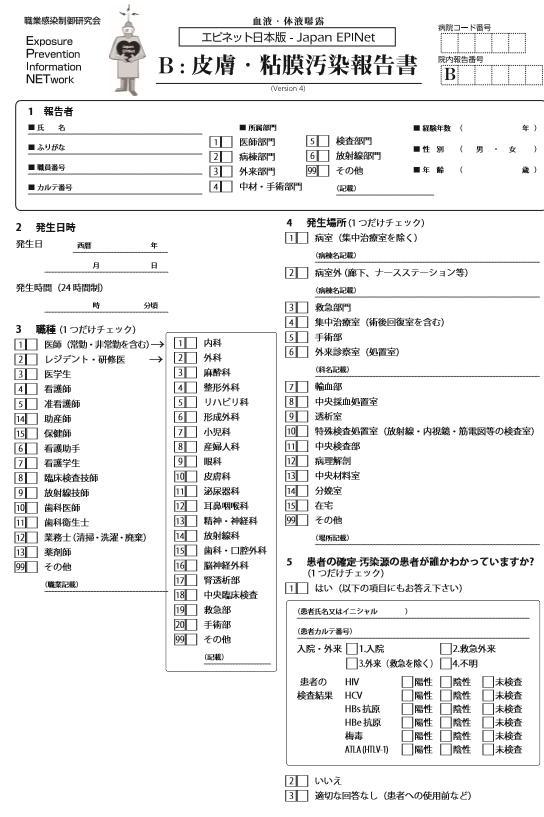 職業感染制御研究会
Exposure
Prevention
Information
NETwork
血液・体液曝露
エピネット日本版 - Japan EPINet
B : 皮膚・粘膜汚染報告書
(Version 4)
病院コード番号
院内報告番号
B
1 報告者
■氏 名
■ふりがな
■職員番号
■カルテ番号
■所属部門
1 医師部門
2 病棟部門
3 外来部門
4 中材・手術部門
5 検査部門
6 放射線部門
99 その他
(記載)
■経験年数 ( 年 )
■性 別 ( 男 ・ 女 )
■年 齢 ( 歳 )
2 発生日時
発生日 西暦 年
月 日
発生時間 (24時間制)
時 分頃
3 職種 (1つだけチェック)
1 医師 (常勤・非常勤を含む)→
2 レジデント・研修医 →
3 医学生
4 看護師
5 准看護師
14 助産師
15 保健師
6 看護助手
7 看護学生
8 臨床検査技師
9 放射線技師
10 歯科医師
11 歯科衛生士
12 業務士 (清掃・洗濯・廃棄)
13 薬剤師
99 その他
(職業記載)
1 内科
2 外科
3 麻酔科
4 整形外科
5 リハビリ科
6 形成外科
7 小児科
8 産婦人科
9 眼科
10 皮膚科
11 泌尿器科
12 耳鼻咽喉科
13 精神・神経科
14 放射線科
15 歯科・口腔外科
16 脳神経外科
17 腎透析部
18 中央臨床検査
19 救急部
20 手術部
99 その他
(記載)
4 発生場所 (1つだけチェック)
1 病室 (集中治療室を除く)
(病棟名記載)
2 病室外 (廊下、ナースステーション等)
(病棟名記載)
3 救急部門
4 集中治療室 (術後回復室を含む)
5 手術部
6 外来診察室 (処置室)
(科名記載)
7 輸血部
8 中央採血処置室
9 透析室
10 特殊検査処置室 (放射線・内視鏡・筋電図等の検査室)
11 中央検査部
12 病理解剖
13 中央材料室
14 分娩室
15 在宅
99 その他
(場所記載)
5 患者の確定-汚染源の患者が誰かわかっていますか?
(1つだけチェック)
1 はい (以下の項目にもお答え下さい)
(患者氏名又はイニシャル )
(患者カルテ番号)
入院・外来 1.入院 2.救急外来
3.外来 (救急を除く) 4.不明
患者の HIV 陽性 陰性 未検査
検査結果 HCV 陽性 陰性 未検査
HBs 抗原 陽性 陰性 未検査
HBe 抗原 陽性 陰性 未検査
梅毒 陽性 陰性 未検査
ATLA (HTLV-1) 陽性 陰性 未検査
2 いいえ
3 適切な回答なし (患者への使用前など)